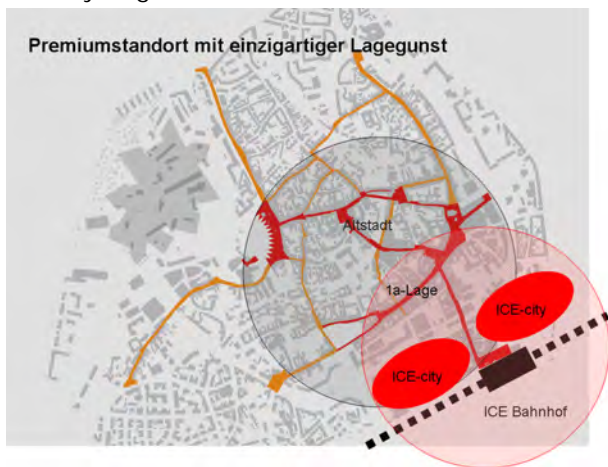 Premiumstandort mit einzigartiger Lagegunst
Altstadt
1a-Lage
ICE-city
ICE-city
ICE Bahnhof